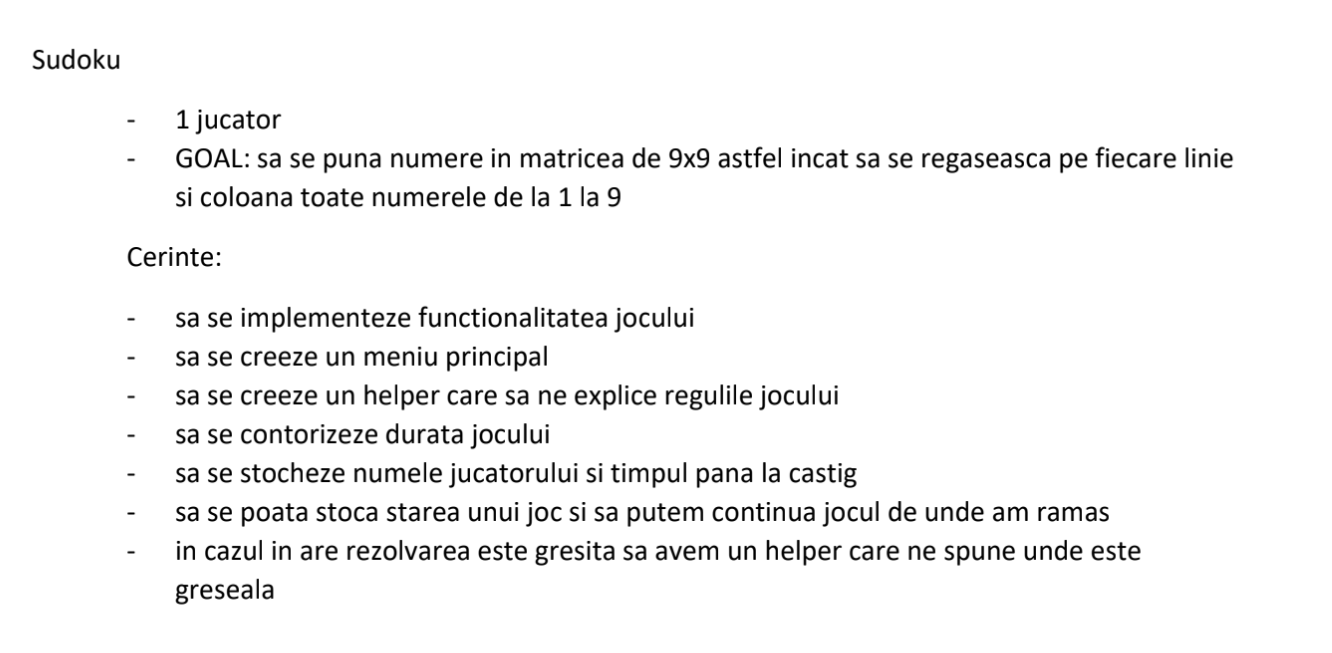 Sudoku
- 1 jucator
- GOAL: sa se puna numere in matricea de 9x9 astfel incat sa se regaseasca pe fiecare linie
si coloana toate numerele de la 1 la 9
Cerinte:
- sa se implementeze functionalitatea jocului
- sa se creeze un meniu principal
- sa se creeze un helper care sa ne explice regulile jocului
- sa se contorizeze durata jocului
- sa se stocheze numele jucatorului si timpul pana la castig
- sa se poata stoca starea unui joc si sa putem continua jocul de unde am ramas
- in cazul in are rezolvarea este gresita sa avem un helper care ne spune unde este
greseala